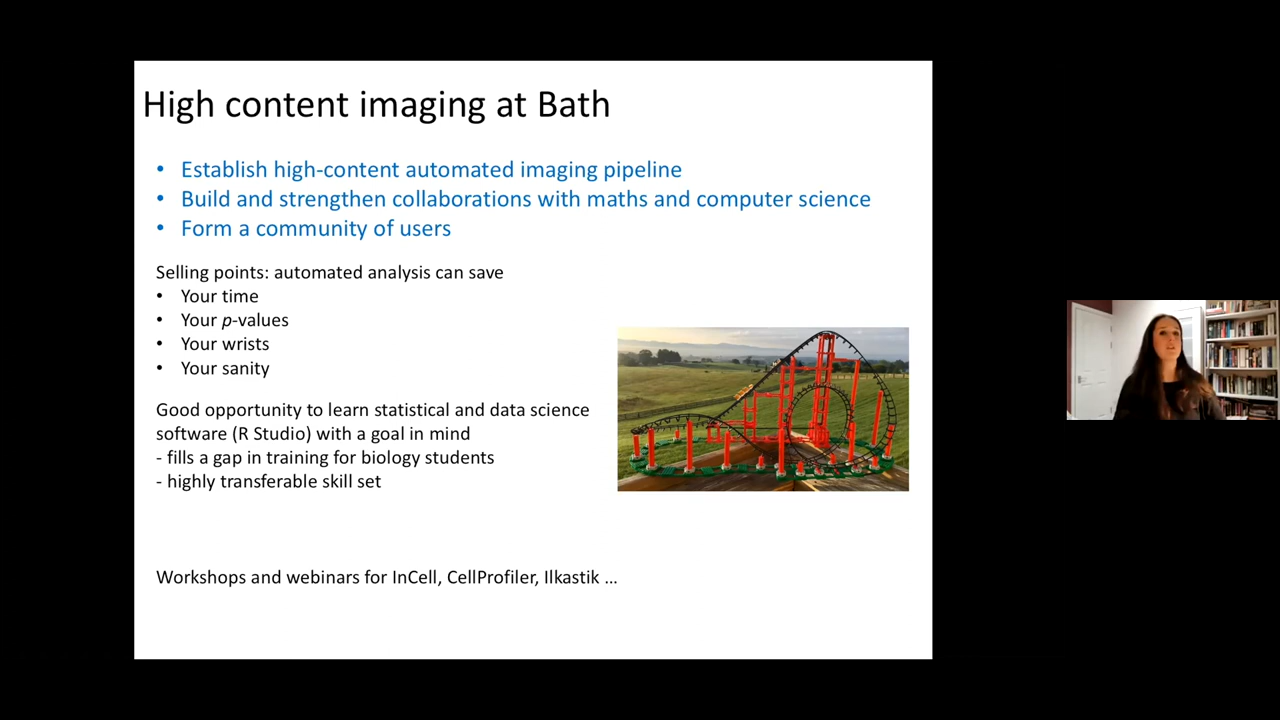 High content imaging at Bath
• Establish high-content automated imaging pipeline
• Build and strengthen collaborations with maths and computer science
• Form a community of users
Selling points: automated analysis can save
• Your time
• Your p-values
• Your wrists
• Your sanity
Good opportunity to learn statistical and data science
software (R Studio) with a goal in mind
- fills a gap in training for biology students
- highly transferable skill set
Workshops and webinars for InCell, CellProfiler, Ilkastik ...